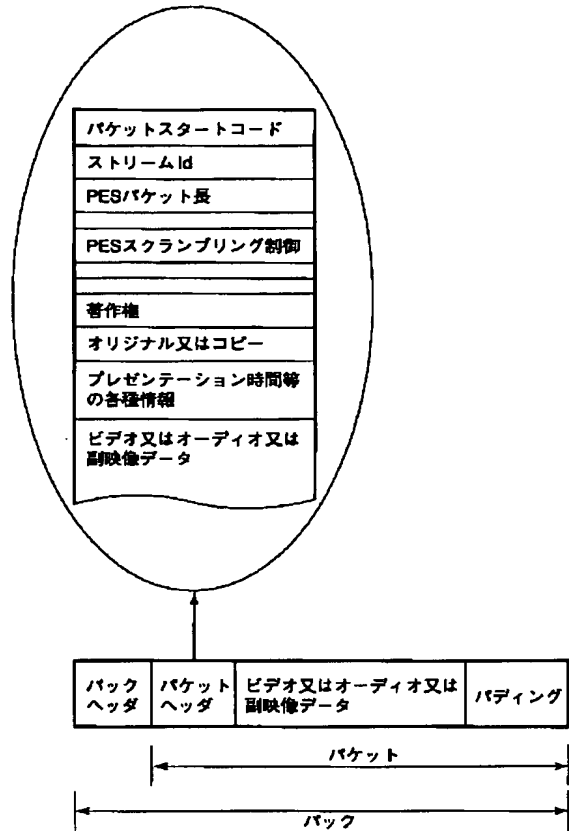 パケットスタートコード
ストリームId
PESパケット長
PESスクランブリング制御
著作権
オリジナル又はコピー
プレゼンテーション時間等
の各種情報
ビデオ又はオーディオ又は
副映像データ
パック
ヘッダ
パケット
ヘッダ
ビデオ又はオーディオ又は
副映像データ
パディング
パケット
パック